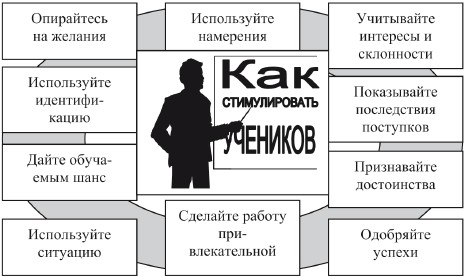 Опирайтесь
на желания
Используйте
намерения
Учитывайте
интересы и
склонности
Используйте
идентифи-
кацию
Как
СТИМУЛИРОВАТЬ
УЧЕНИКОВ
Показывайте
последствия
поступков
Дайте обуча-
емым шанс
Признавайте
достоинства
Используйте
ситуацию
Сделайте работу
при-
влекательной
Одобряйте
успехи